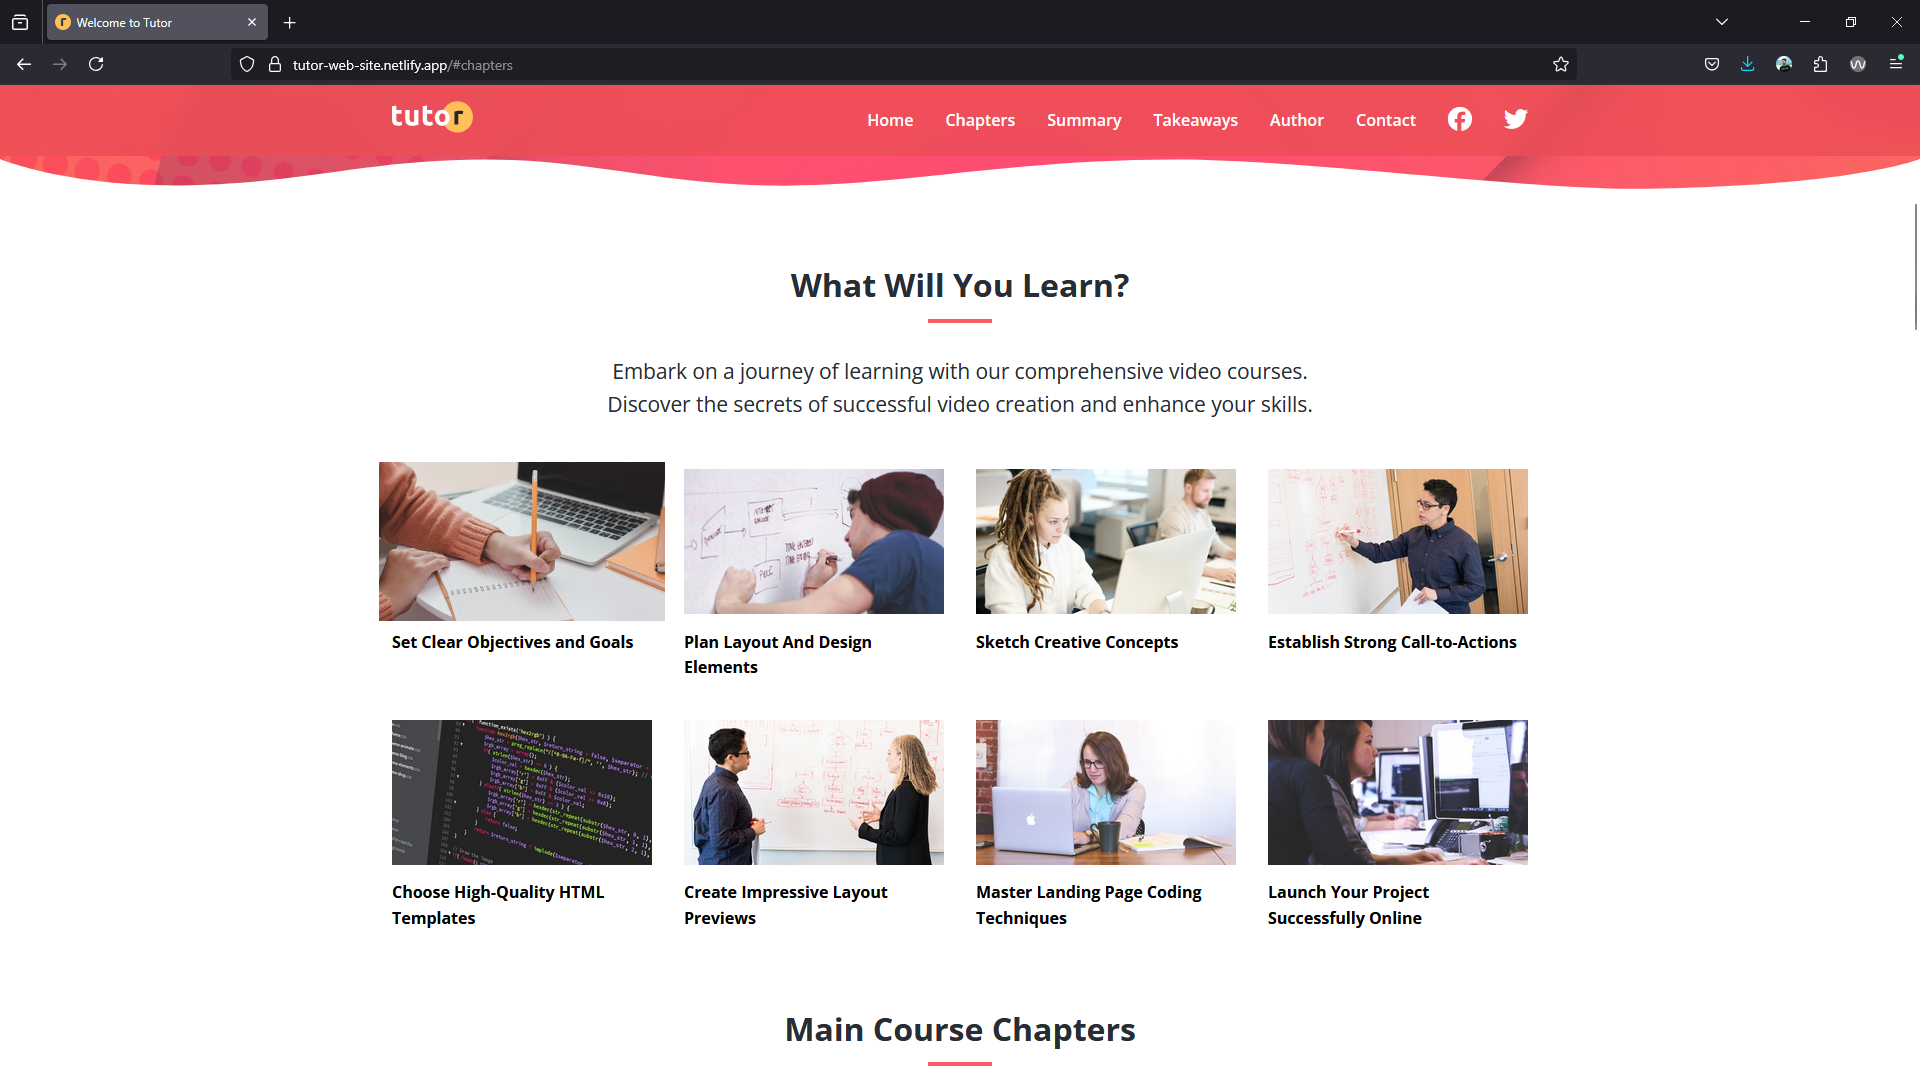 Welcome to Tutor
tutor-web-site.netlify.app/#chapters
tutor
Home Chapters Summary Takeaways Author Contact
What Will You Learn?
Embark on a journey of learning with our comprehensive video courses.
Discover the secrets of successful video creation and enhance your skills.
Set Clear Objectives and Goals
Plan Layout And Design
Elements
Sketch Creative Concepts
Establish Strong Call-to-Actions
Choose High-Quality HTML
Templates
Create Impressive Layout
Previews
Master Landing Page Coding
Techniques
Launch Your Project
Successfully Online
Main Course Chapters